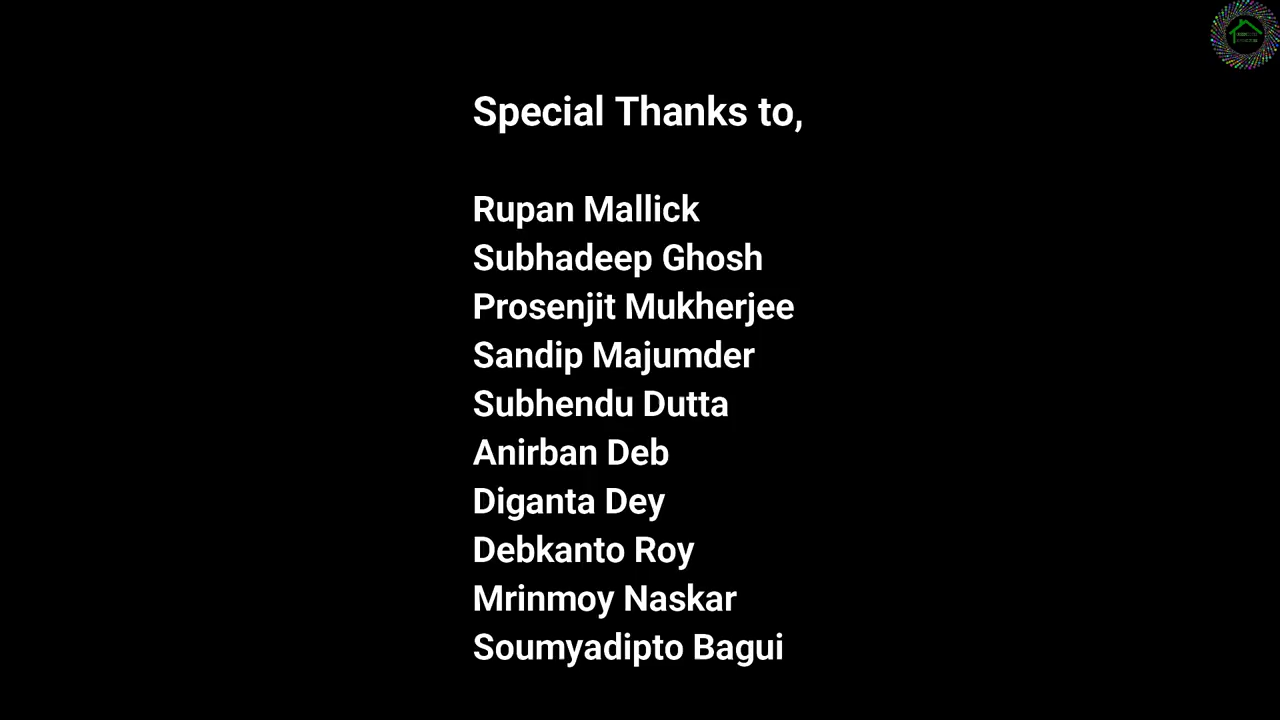 Special Thanks to,
Rupan Mallick
Subhadeep Ghosh
Prosenjit Mukherjee
Sandip Majumder
Subhendu Dutta
Anirban Deb
Diganta Dey
Debkanto Roy
Mrinmoy Naskar
Soumyadipto Bagui